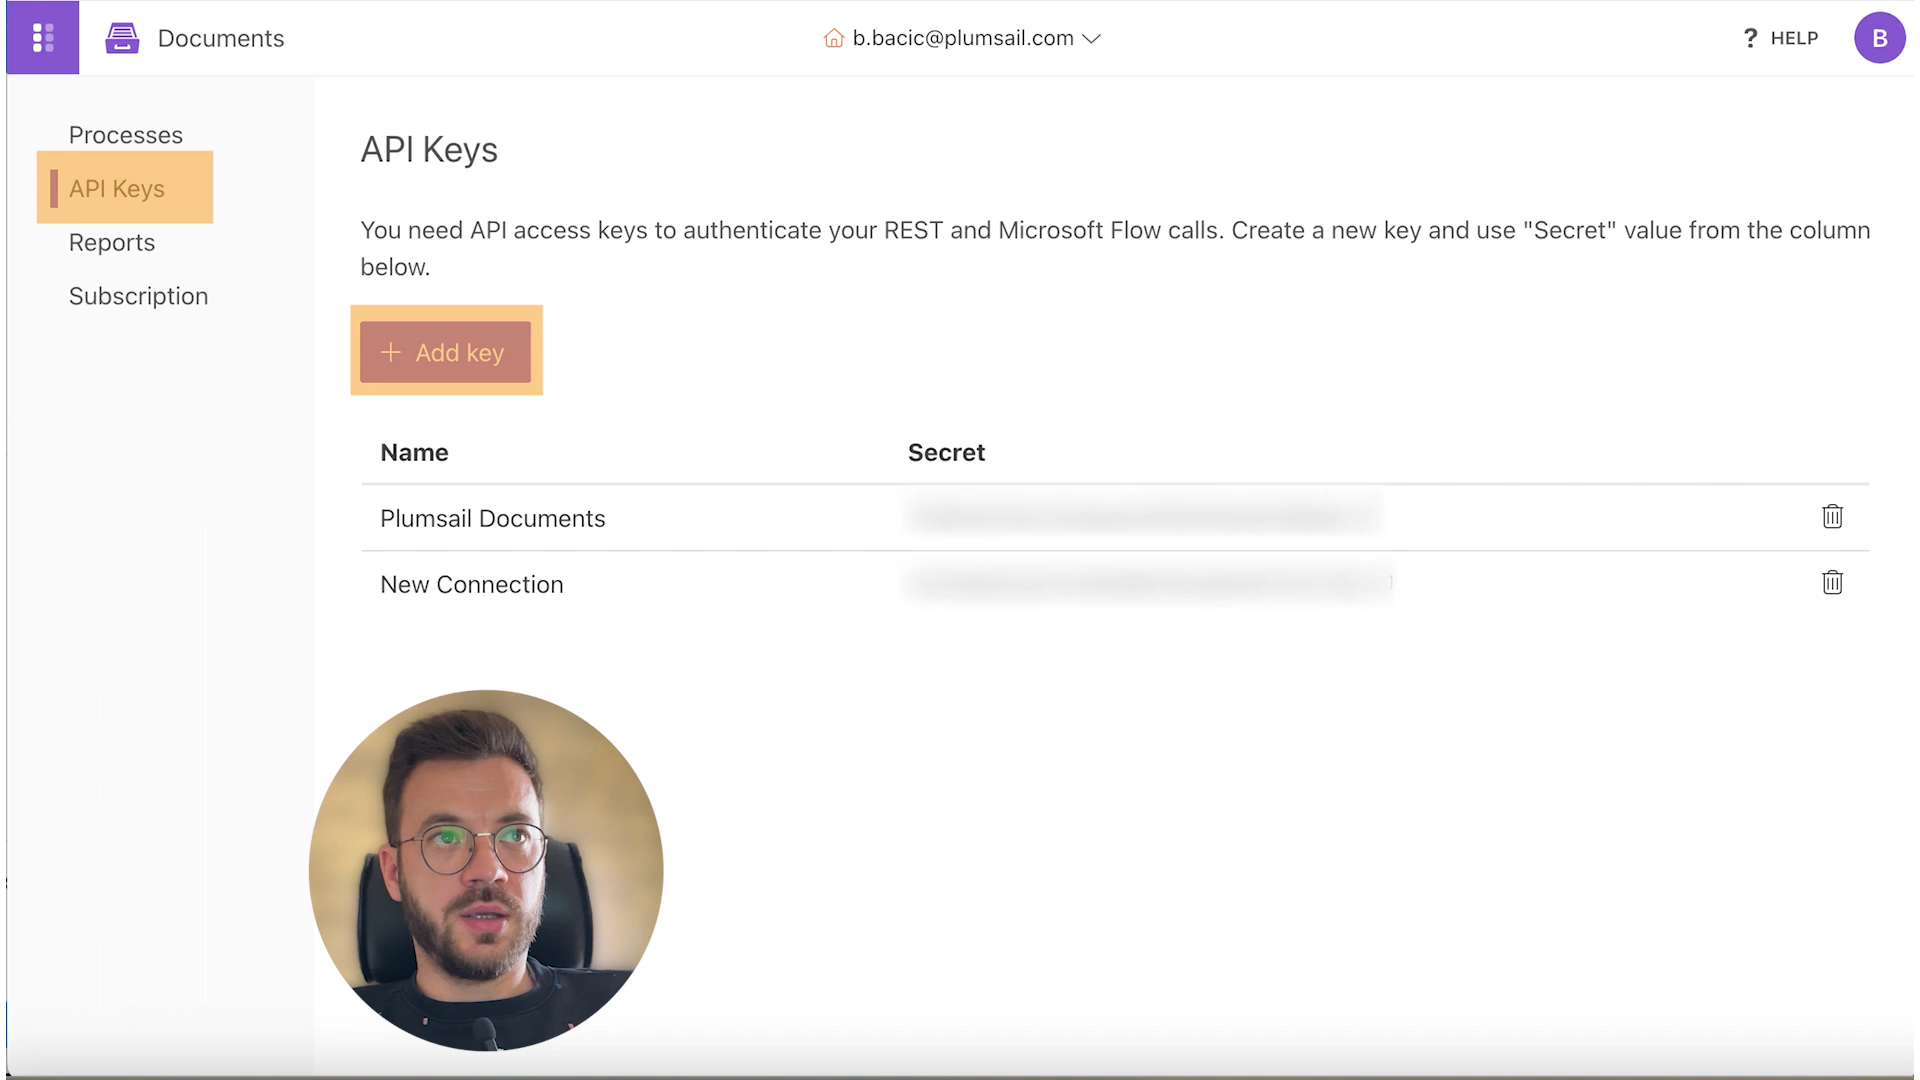 Documents
b.bacic@plumsail.com
? HELP
B
Processes
API Keys
Reports
Subscription
API Keys
You need API access keys to authenticate your REST and Microsoft Flow calls. Create a new key and use "Secret" value from the column
below.
+ Add key
Name Secret
Plumsail Documents
New Connection